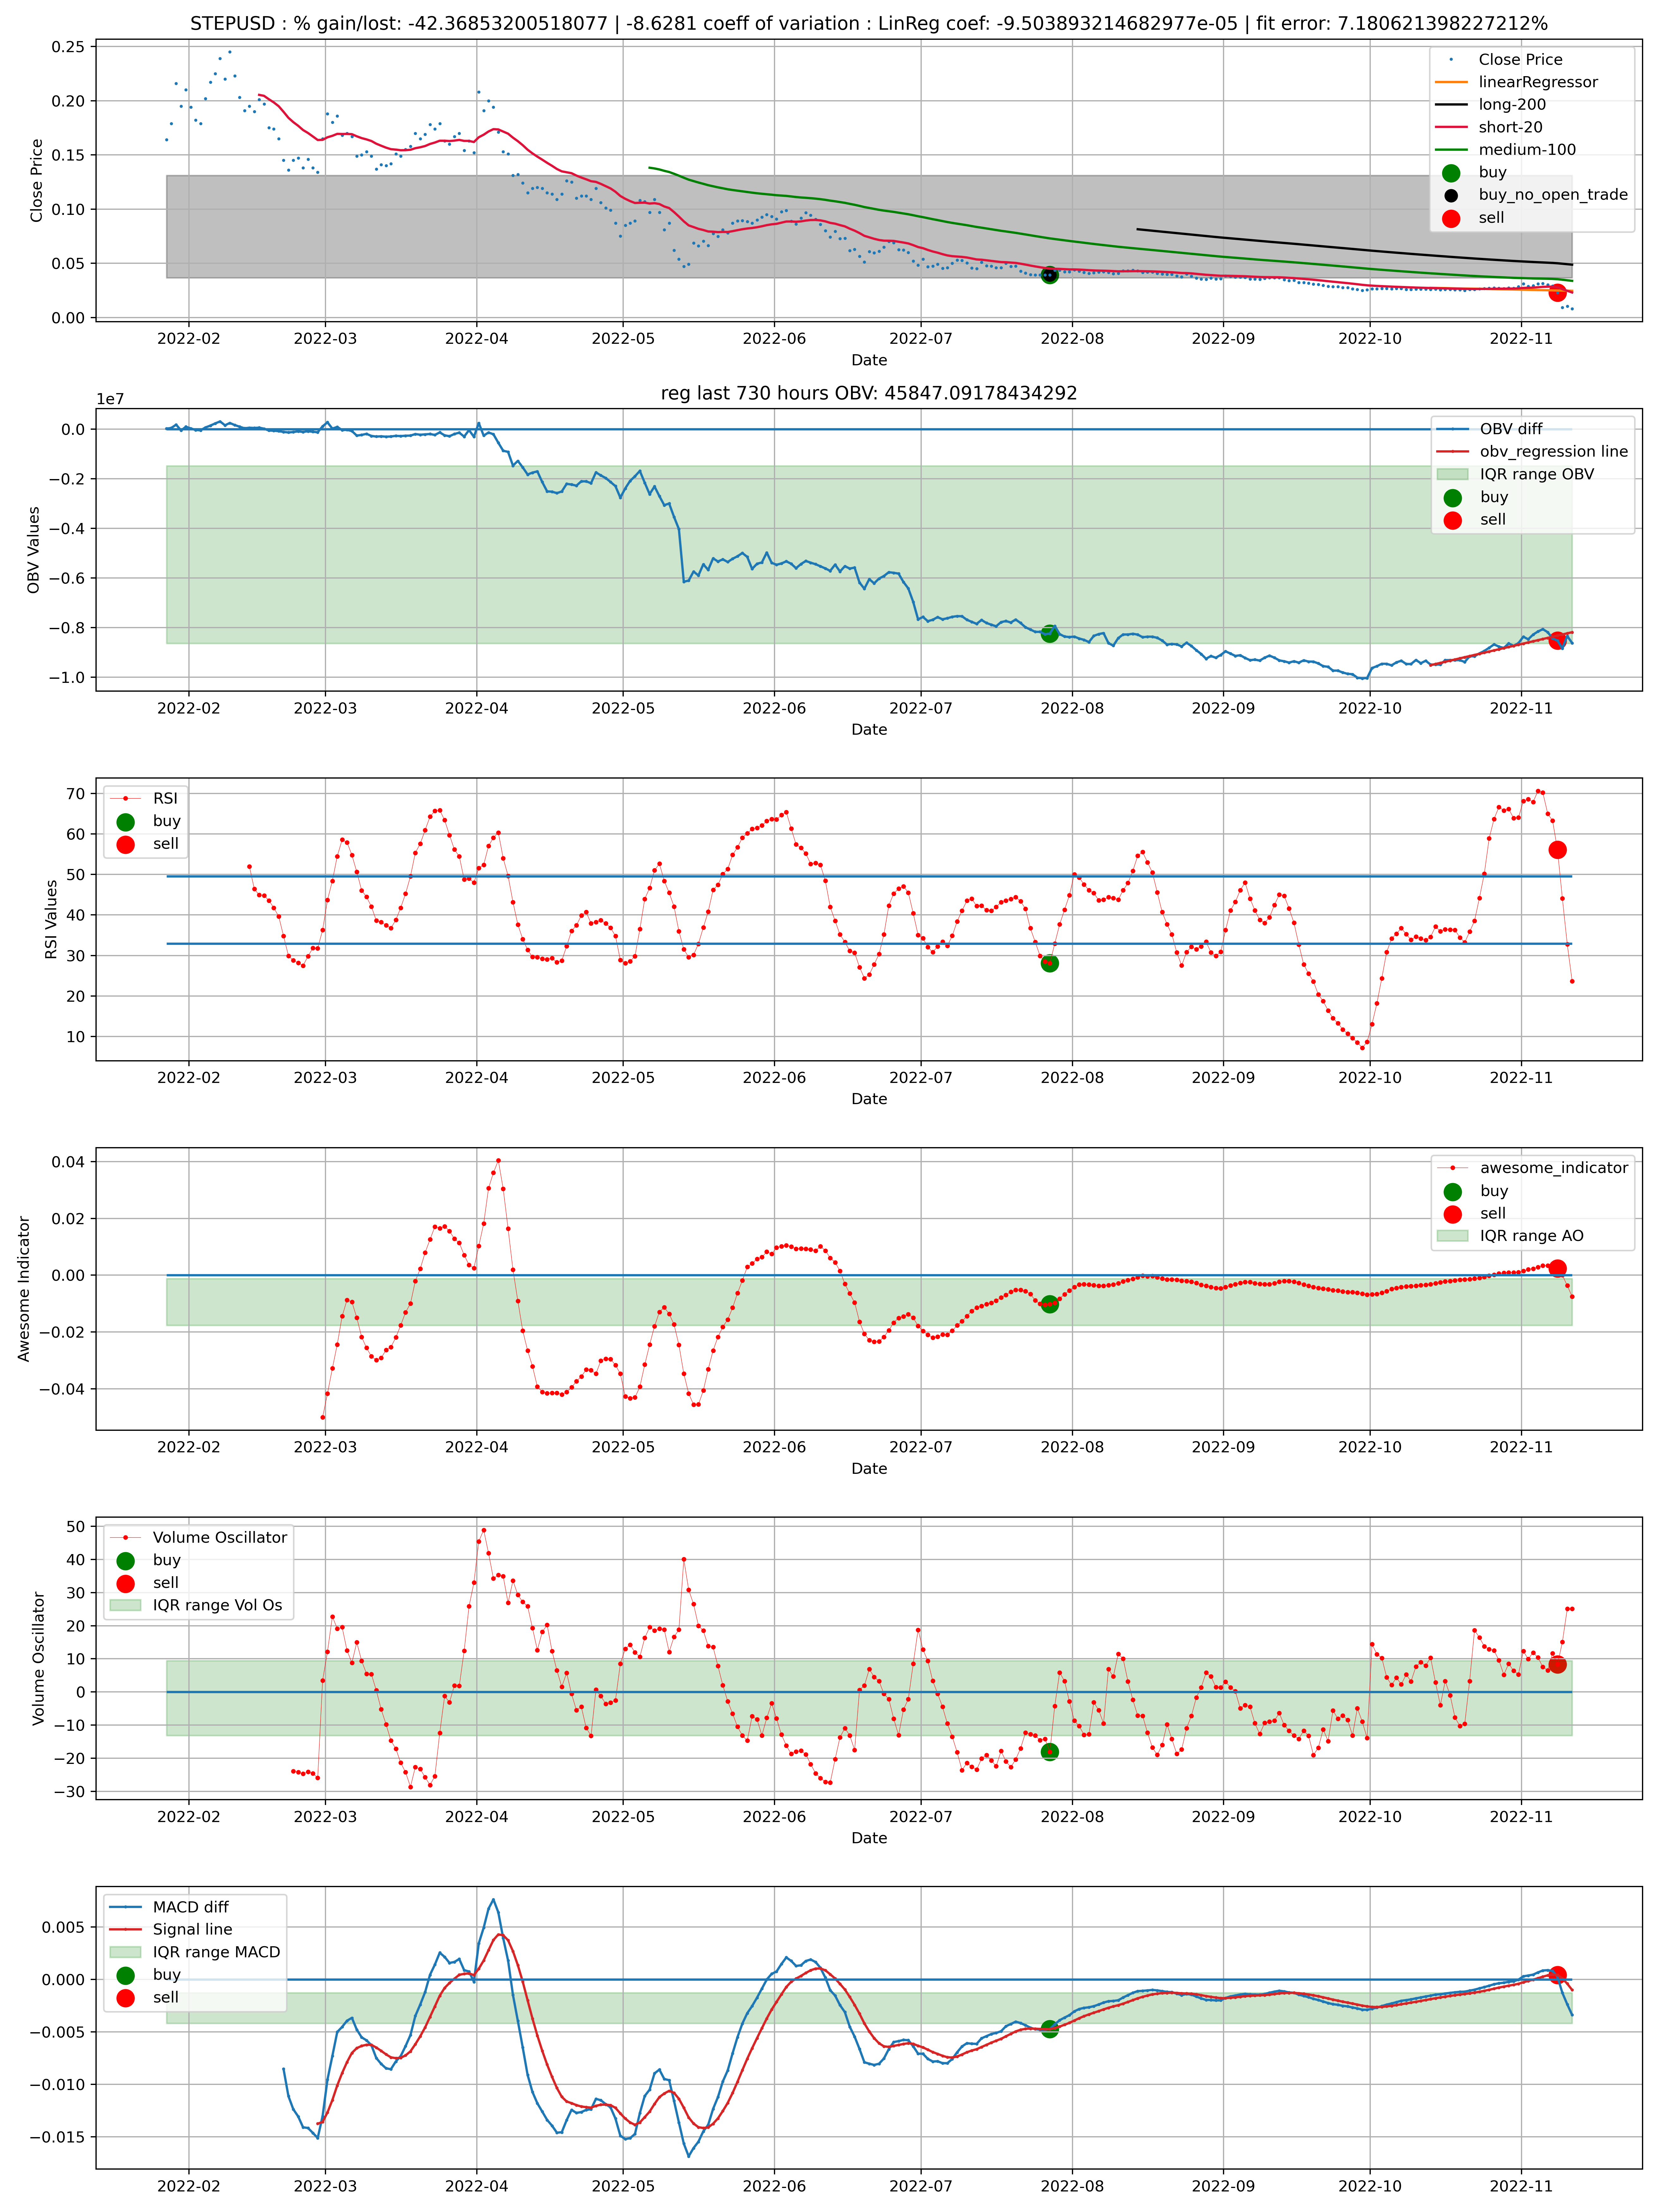 STEPUSD : % gain/lost: -42.36853200518077 | -8.6281 coeff of variation : LinReg coef: -9.503893214682977e-05 | fit error: 7.180621398227212%
0.25
0.20
0.15
0.10
0.05
0.00
Close Price
Close Price
linearRegressor
long-200
short-20
medium-100
buy
buy_no_open_trade
sell
2022-02 2022-03 2022-04 2022-05 2022-06 2022-07 2022-08 2022-09 2022-10 2022-11
Date
reg last 730 hours OBV: 45847.09178434292
1e7
0.0
−0.2
−0.4
−0.6
−0.8
−1.0
OBV Values
OBV diff
obv_regression line
IQR range OBV
buy
sell
2022-02 2022-03 2022-04 2022-05 2022-06 2022-07 2022-08 2022-09 2022-10 2022-11
Date
70
60
50
40
30
20
10
RSI Values
RSI
buy
sell
2022-02 2022-03 2022-04 2022-05 2022-06 2022-07 2022-08 2022-09 2022-10 2022-11
Date
0.04
0.02
0.00
−0.02
−0.04
Awesome Indicator
awesome_indicator
buy
sell
IQR range AO
2022-02 2022-03 2022-04 2022-05 2022-06 2022-07 2022-08 2022-09 2022-10 2022-11
Date
50
40
30
20
10
0
−10
−20
−30
Volume Oscillator
Volume Oscillator
buy
sell
IQR range Vol Os
2022-02 2022-03 2022-04 2022-05 2022-06 2022-07 2022-08 2022-09 2022-10 2022-11
Date
0.005
0.000
−0.005
−0.010
−0.015
MACD diff
Signal line
IQR range MACD
buy
sell
2022-02 2022-03 2022-04 2022-05 2022-06 2022-07 2022-08 2022-09 2022-10 2022-11